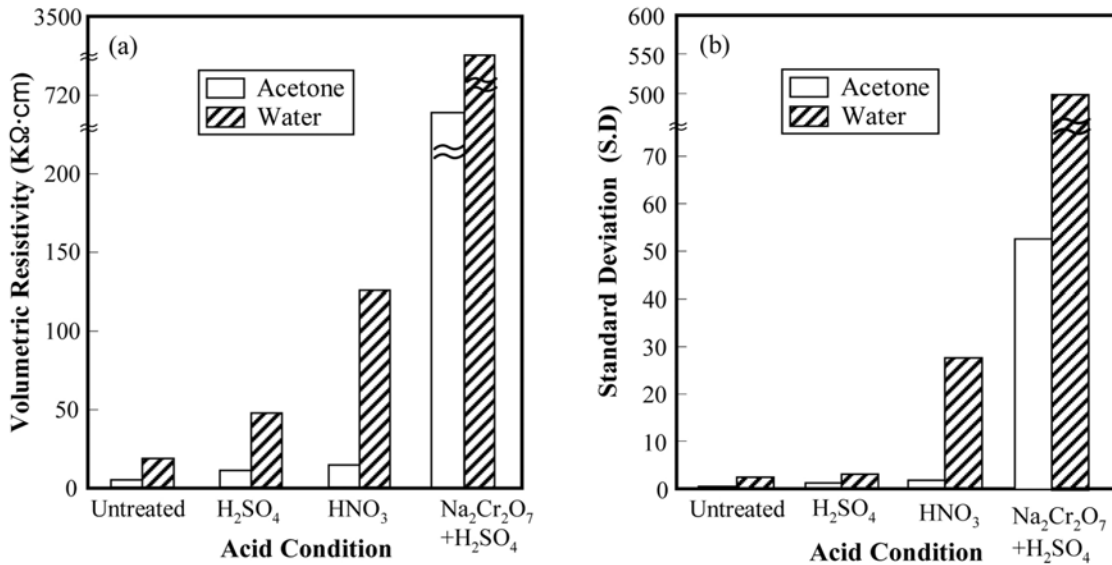 (a)
Volumetric Resistivity (KΩ·cm)
3500
720
200
150
100
50
0
Acetone
Water
Untreated
H₂SO₄
HNO₃
Na₂Cr₂O₇
+H₂SO₄
Acid Condition
(b)
Standard Deviation (S.D)
600
500
70
60
50
40
30
20
10
0
Acetone
Water
Untreated
H₂SO₄
HNO₃
Na₂Cr₂O₇
+H₂SO₄
Acid Condition